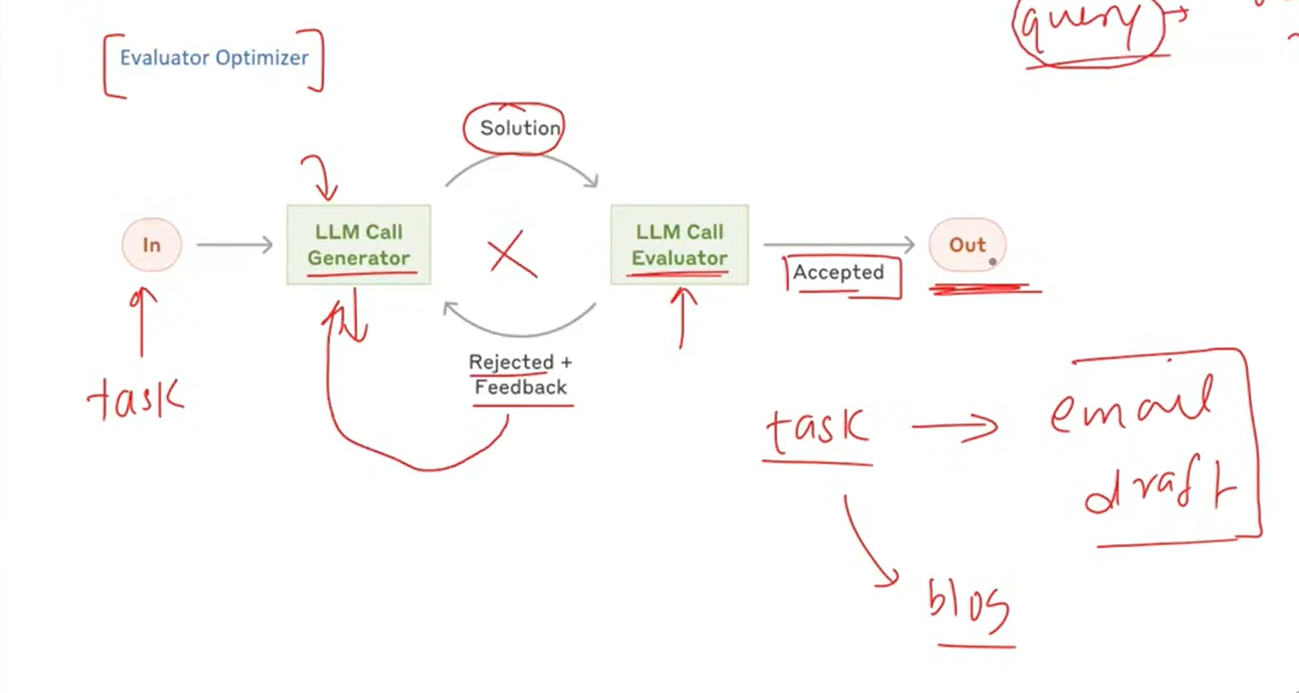 query
Evaluator Optimizer
Solution
In
LLM Call
Generator
LLM Call
Evaluator
Out
Accepted
Rejected +
Feedback
task
task
email
draft
blog